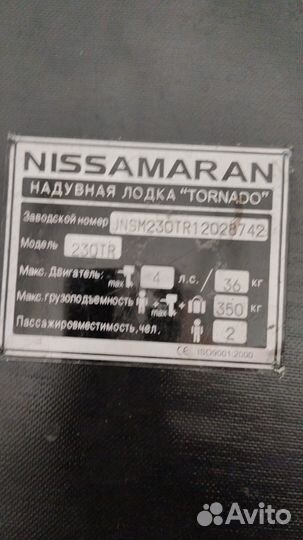 NISSAMARAN
НАДУВНАЯ ЛОДКА "TORNADO"
Заводской номер JNSM230TR12028742
Модель 230TR
Макс. Двигатель: max 4 л.с./ 36 кг
Макс. грузоподъемность max + + 350 кг
Пассажировместимость, чел. 2
CE ISO9001:2000
Avito